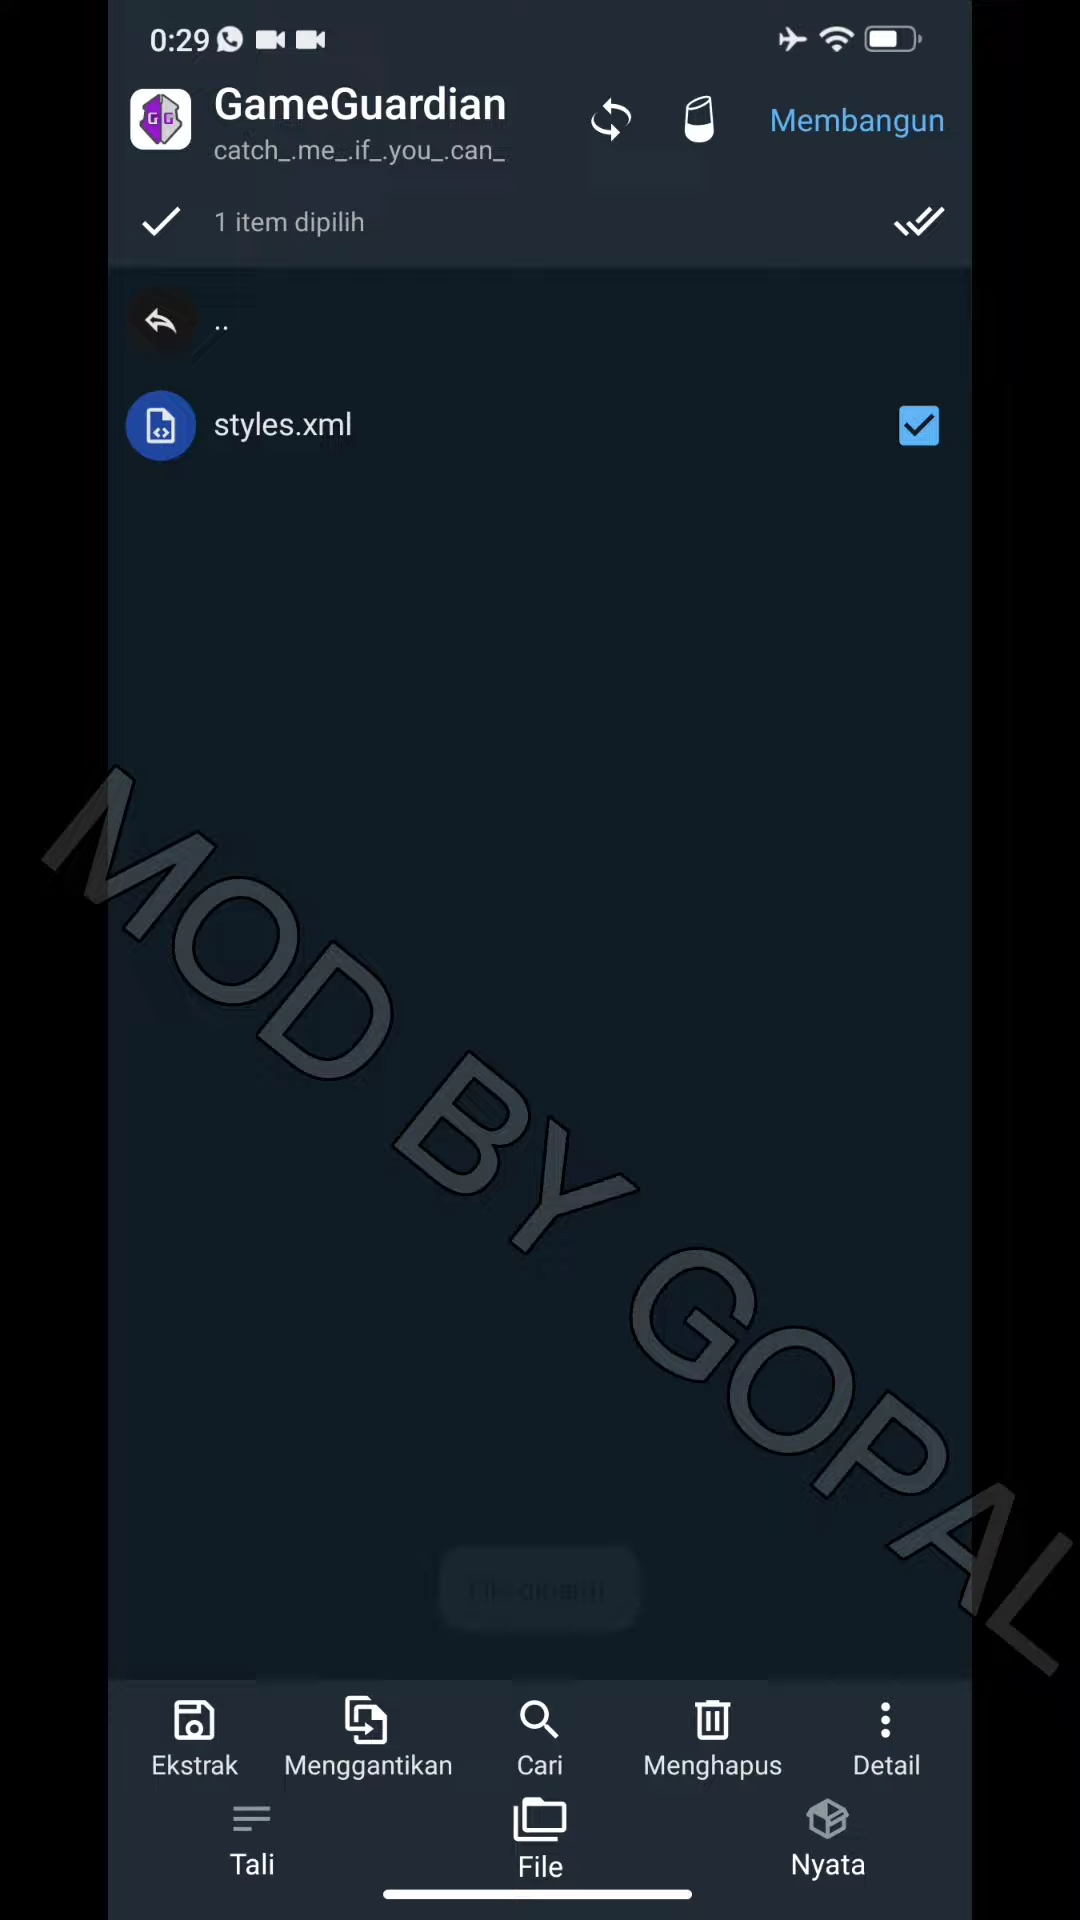 0:29
GameGuardian
catch_.me_.if_.you_.can_
Membangun
1 item dipilih
..
styles.xml
MOD BY GOPAL
Ekstrak
Menggantikan
Cari
Menghapus
Detail
Tali
File
Nyata